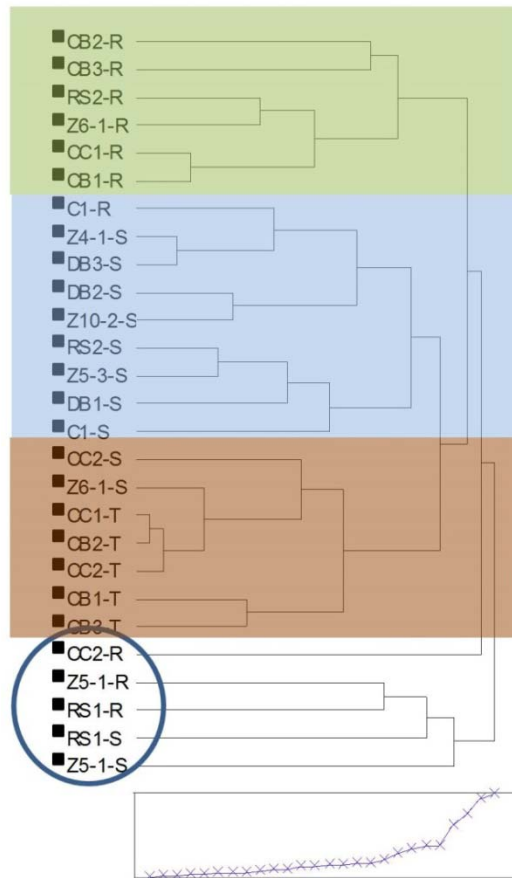 CB2-R
CB3-R
RS2-R
Z6-1-R
CC1-R
CB1-R
C1-R
Z4-1-S
DB3-S
DB2-S
Z10-2-S
RS2-S
Z5-3-S
DB1-S
C1-S
CC2-S
Z6-1-S
CC1-T
CB2-T
CC2-T
CB1-T
CB3-T
CC2-R
Z5-1-R
RS1-R
RS1-S
Z5-1-S